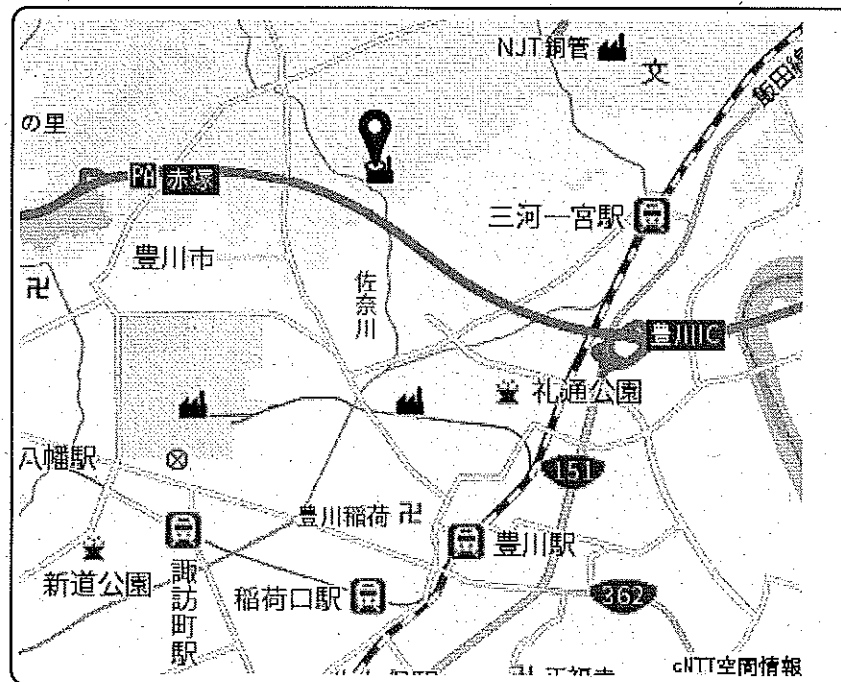 NJT銅管
文
飯田線
の里
PA 赤塚
三河一宮駅
豊川市
佐奈川
豊川IC
礼通公園
八幡駅
151
豊川稲荷
豊川駅
新道公園
諏訪町駅
稲荷口駅
362
cNTT空間情報